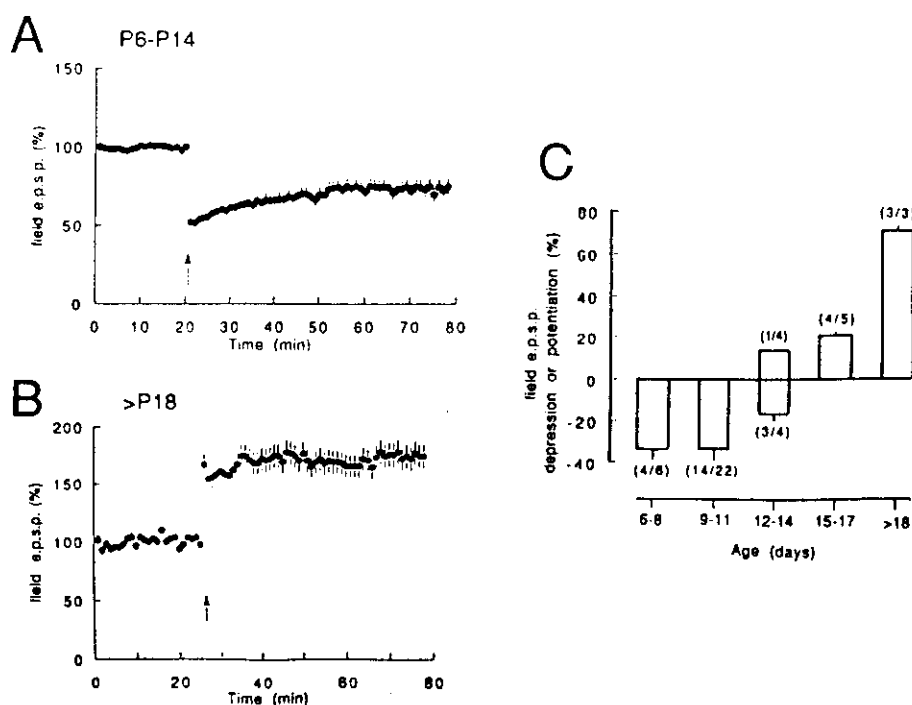 A
P6-P14
150
100
50
0
field e.p.s.p. (%)
0 10 20 30 40 50 60 70 80
Time (min)
B
>P18
200
150
100
50
0
field e.p.s.p. (%)
0 20 40 60 80
Time (min)
C
80
60
40
20
0
-20
-40
field e.p.s.p.
depression or potentiation (%)
(3/3)
(4/5)
(1/4)
(3/4)
(4/6)
(14/22)
6-8 9-11 12-14 15-17 >18
Age (days)